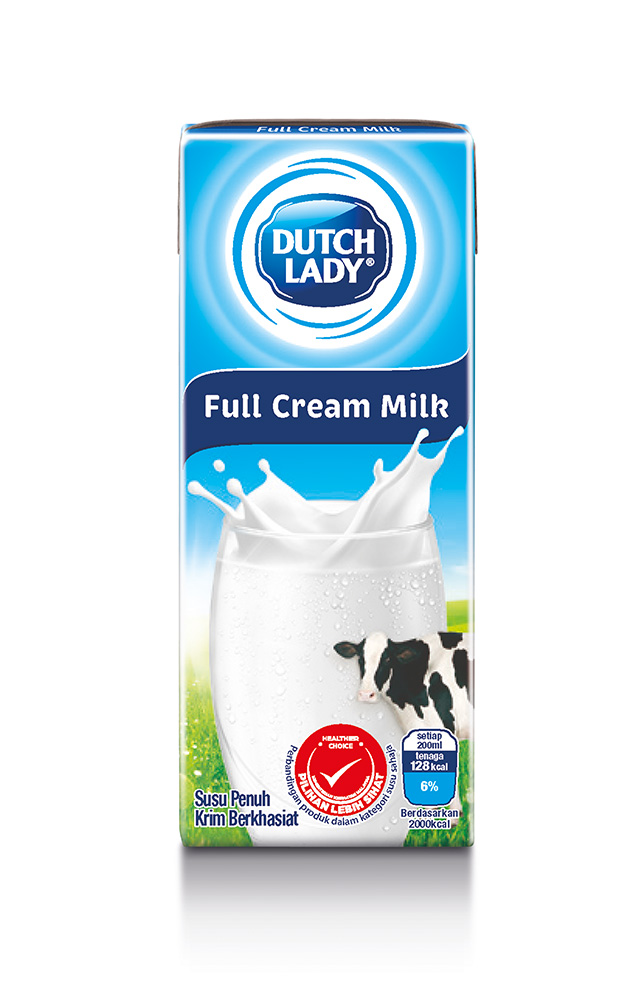 Full Cream Milk
DUTCH
LADY®
Full Cream Milk
HEALTHIER
CHOICE
PILIHAN LEBIH SIHAT
Perbandingan produk dalam kategori susu sahaja
setiap
200ml
tenaga
128 kcal
6%
Berdasarkan
2000kcal
Susu Penuh
Krim Berkhasiat